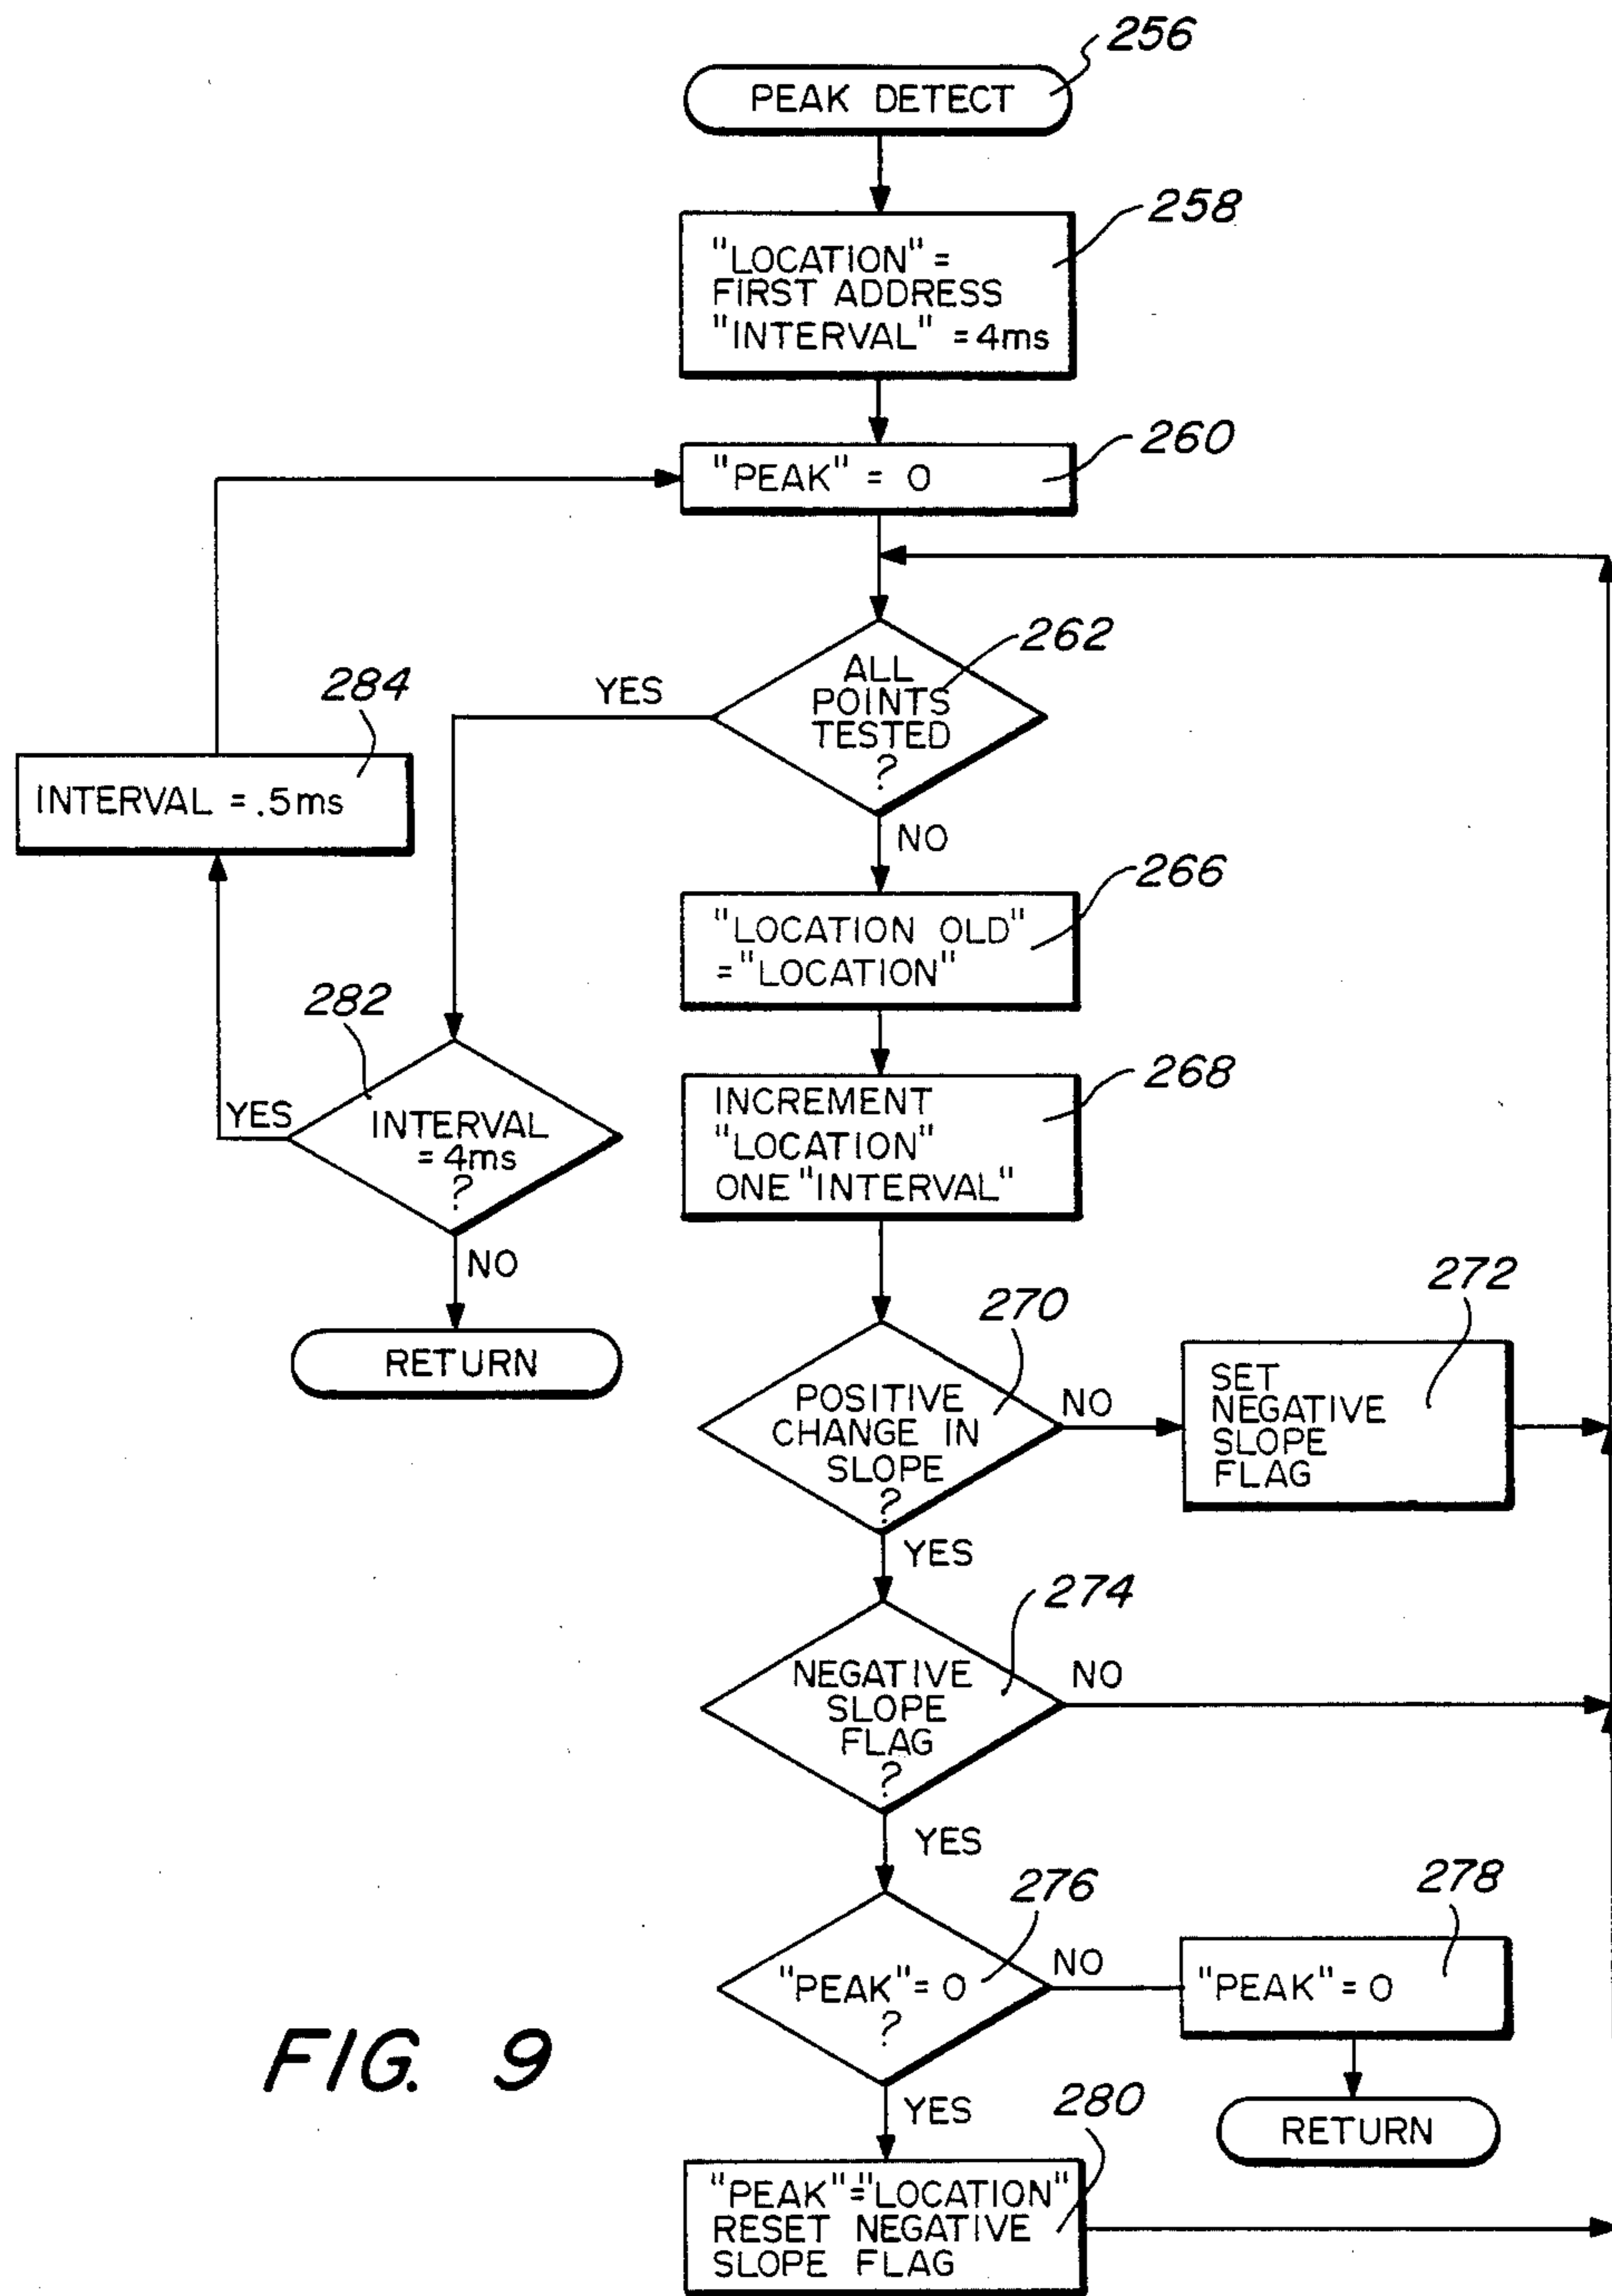 256
PEAK DETECT
258
"LOCATION" =
FIRST ADDRESS
"INTERVAL" = 4ms
260
"PEAK" = 0
262
ALL
POINTS
TESTED
?
YES
NO
284
INTERVAL = .5ms
266
"LOCATION OLD"
= "LOCATION"
282
INTERVAL
= 4ms
?
YES
NO
RETURN
268
INCREMENT
"LOCATION"
ONE "INTERVAL"
270
POSITIVE
CHANGE IN
SLOPE
?
NO
YES
272
SET
NEGATIVE
SLOPE
FLAG
274
NEGATIVE
SLOPE
FLAG
?
NO
YES
276
"PEAK" = 0
?
NO
YES
278
"PEAK" = 0
RETURN
280
"PEAK" = "LOCATION"
RESET NEGATIVE
SLOPE FLAG
FIG. 9